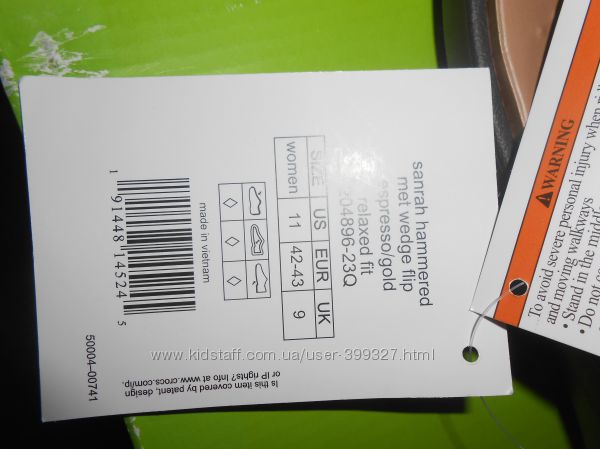 sanrah hammered
met wedge flip
espresso/gold
relaxed fit
204896-23Q
SIZE US EUR UK
women 11 42-43 9
made in vietnam
1 91448 14524 5
50004-00741
Is this item covered by patent, design
or IP rights? Info at www.crocs.com/ip.
www.kidstaff.com.ua/user-399327.html
WARNING
To avoid severe personal injury when
and moving walkways
• Stand in the
• Do not